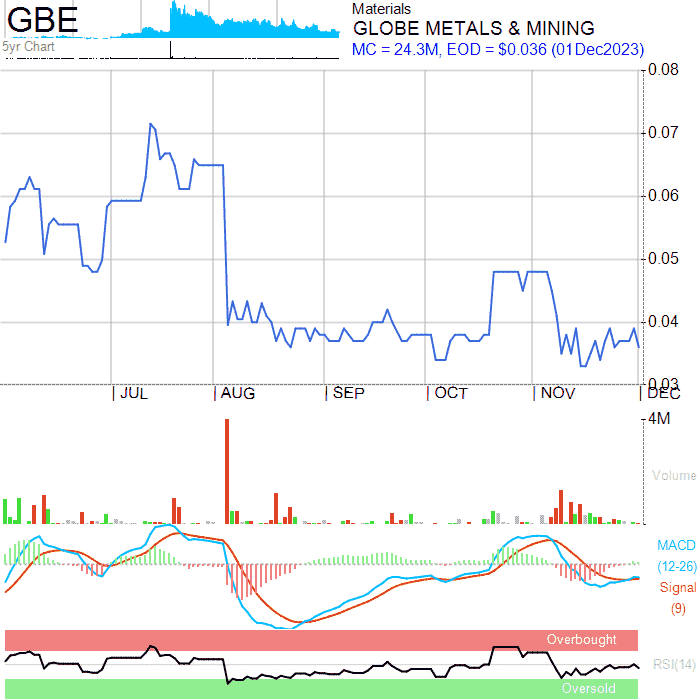 GBE
5yr Chart
Materials
GLOBE METALS & MINING
MC = 24.3M, EOD = $0.036 (01Dec2023)
0.08
0.07
0.06
0.05
0.04
0.03
JUL AUG SEP OCT NOV DEC
4M
Volume
MACD
(12-26)
Signal
(9)
Overbought
RSI(14)
Oversold